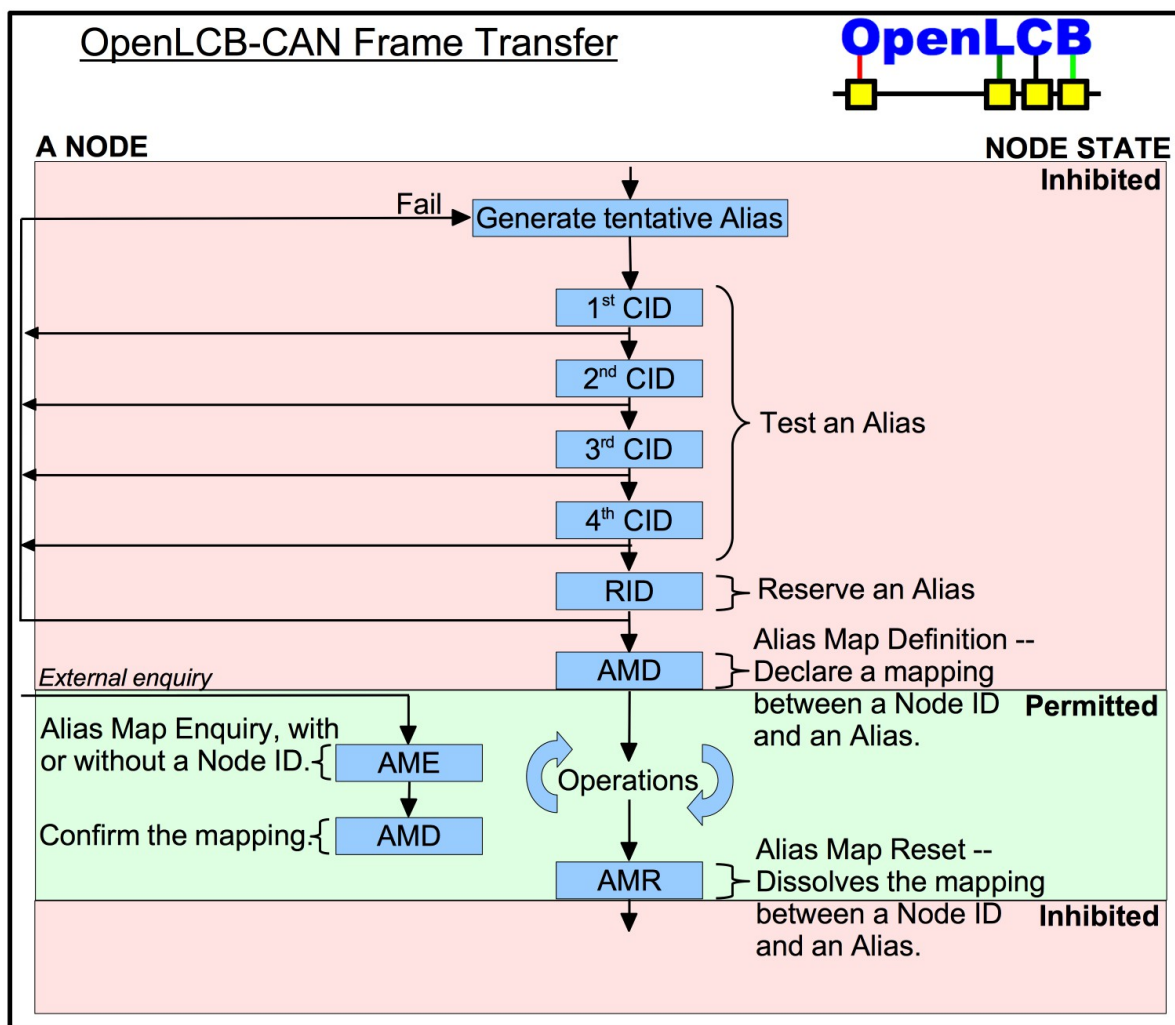 OpenLCB-CAN Frame Transfer
OpenLCB
A NODE
NODE STATE
Inhibited
Fail
Generate tentative Alias
1st CID
2nd CID
3rd CID
4th CID
Test an Alias
RID
Reserve an Alias
AMD
Alias Map Definition --
Declare a mapping
between a Node ID
and an Alias.
External enquiry
Permitted
Alias Map Enquiry, with
or without a Node ID.
AME
Operations
Confirm the mapping.
AMD
AMR
Alias Map Reset --
Dissolves the mapping
between a Node ID
and an Alias.
Inhibited